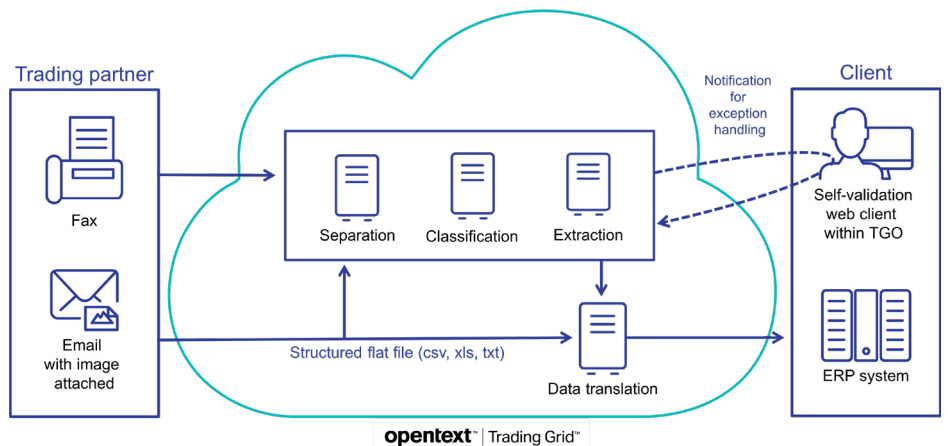 Trading partner
Fax
Email
with image
attached
Separation
Classification
Extraction
Structured flat file (csv, xls, txt)
Data translation
Notification
for
exception
handling
Client
Self-validation
web client
within TGO
ERP system
opentext™ | Trading Grid™